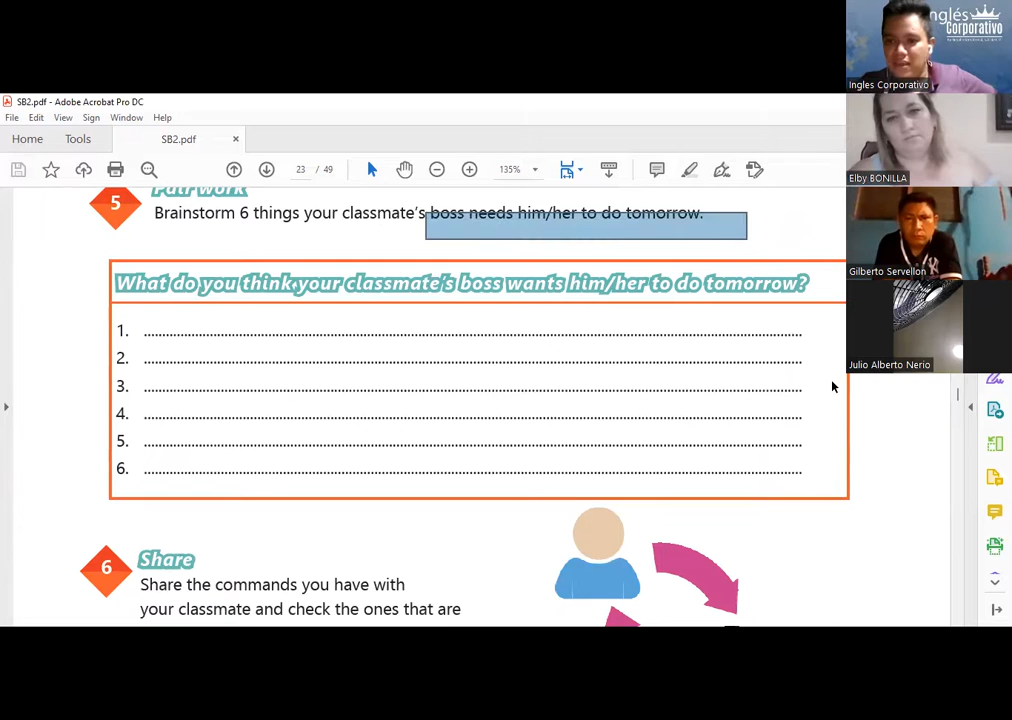 Inglés
Corporativo
Ingles Corporativo
SB2.pdf - Adobe Acrobat Pro DC
File Edit View Sign Window Help
Home Tools SB2.pdf ×
23 / 49 135%
Elby BONILLA
5 Pair work
Brainstorm 6 things your classmate's boss needs him/her to do tomorrow.
Gilberto Servellon
What do you think your classmate's boss wants him/her to do tomorrow?
1. ............
2. ............
Julio Alberto Nerio
3. ............
4. ............
5. ............
6. ............
6 Share
Share the commands you have with
your classmate and check the ones that are